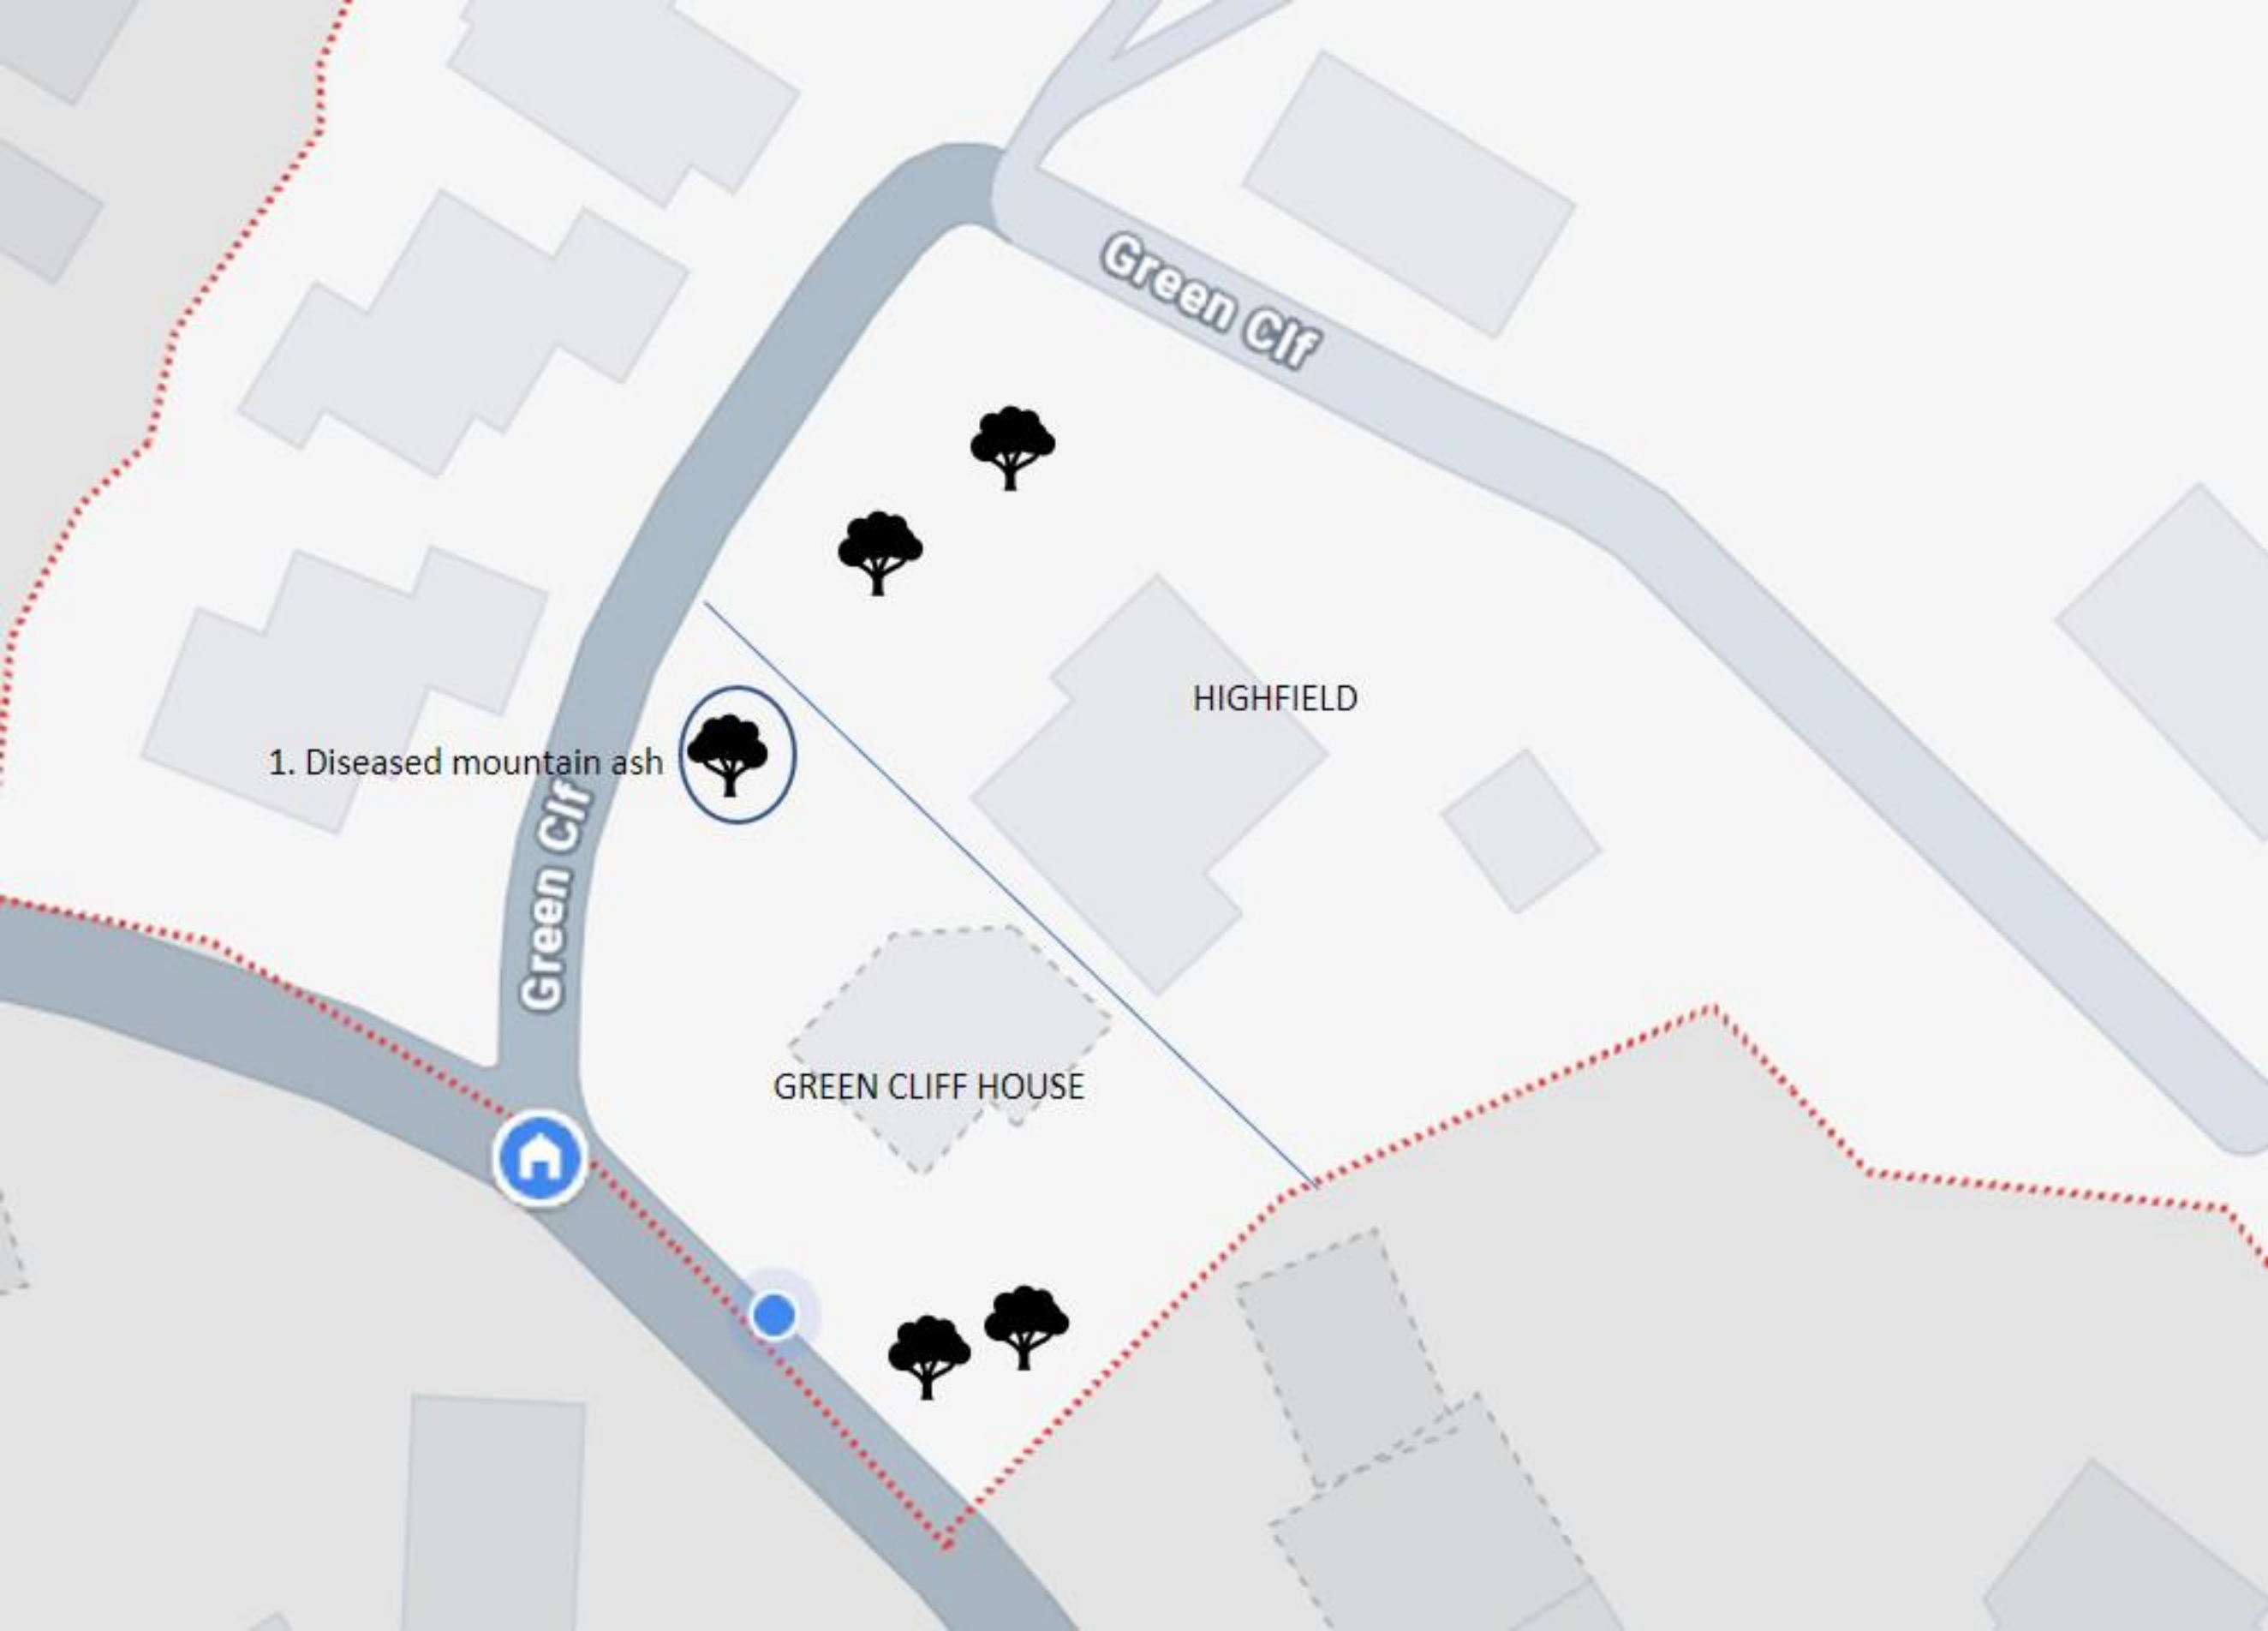 Green Clf
HIGHFIELD
1. Diseased mountain ash
Green Clf
GREEN CLIFF HOUSE